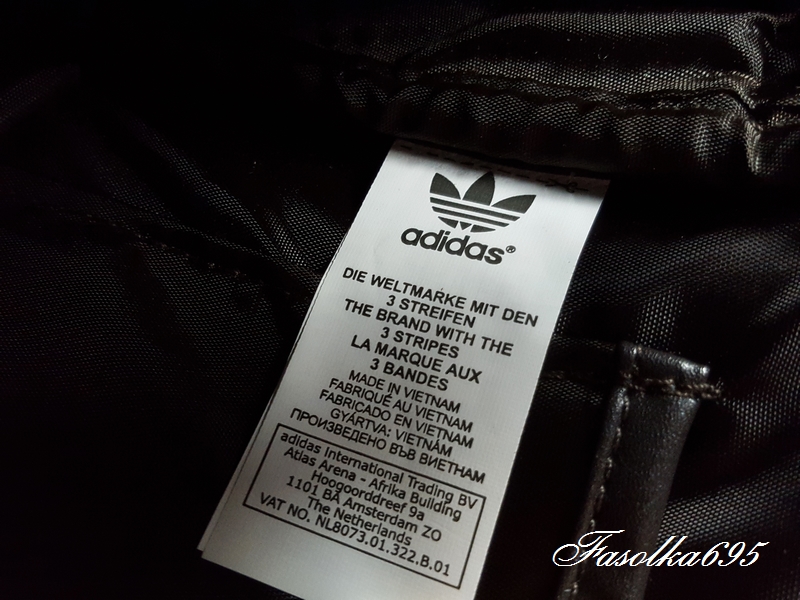 adidas®
DIE WELTMARKE MIT DEN
3 STREIFEN
THE BRAND WITH THE
3 STRIPES
LA MARQUE AUX
3 BANDES
MADE IN VIETNAM
FABRIQUÉ AU VIETNAM
FABRICADO EN VIETNAM
GYÁRTVA: VIETNÁM
ПРОИЗВЕДЕНО ВЪВ ВИЕТНАМ
adidas International Trading BV
Atlas Arena - Afrika Building
Hoogoorddreef 9a
1101 BA Amsterdam ZO
The Netherlands
VAT NO. NL8073.01.322.B.01
Fasolka695